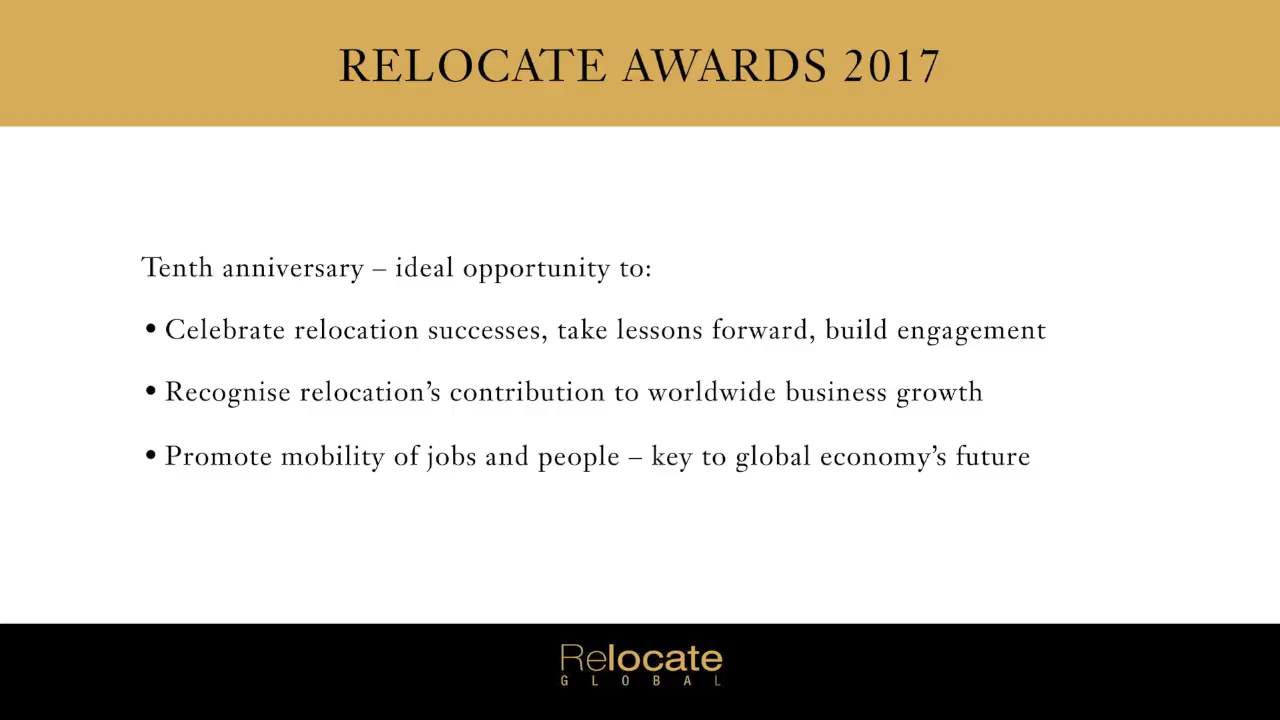 RELOCATE AWARDS 2017
Tenth anniversary – ideal opportunity to:
• Celebrate relocation successes, take lessons forward, build engagement
• Recognise relocation’s contribution to worldwide business growth
• Promote mobility of jobs and people – key to global economy’s future
Relocate
GLOBAL